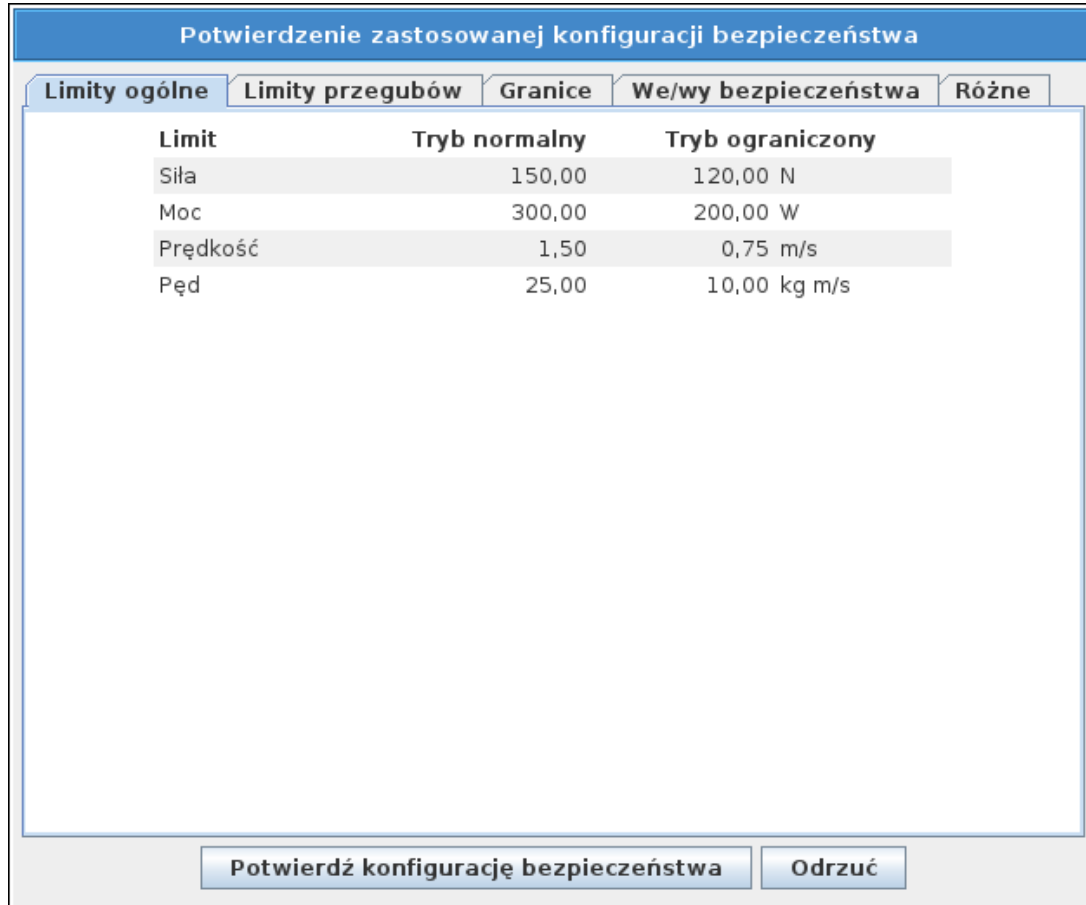 Potwierdzenie zastosowanej konfiguracji bezpieczeństwa
Limity ogólne Limity przegubów Granice We/wy bezpieczeństwa Różne
Limit Tryb normalny Tryb ograniczony
Siła 150,00 120,00 N
Moc 300,00 200,00 W
Prędkość 1,50 0,75 m/s
Pęd 25,00 10,00 kg m/s
Potwierdź konfigurację bezpieczeństwa Odrzuć